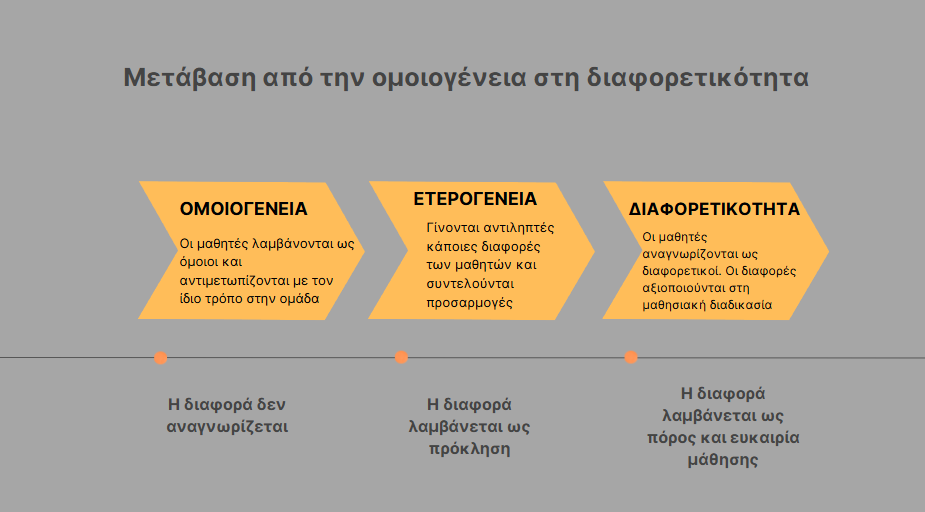 Μετάβαση από την ομοιογένεια στη διαφορετικότητα
ΟΜΟΙΟΓΕΝΕΙΑ
Οι μαθητές λαμβάνονται ως
όμοιοι και
αντιμετωπίζονται με τον
ίδιο τρόπο στην ομάδα
ΕΤΕΡΟΓΕΝΕΙΑ
Γίνονται αντιληπτές
κάποιες διαφορές
των μαθητών και
συντελούνται
προσαρμογές
ΔΙΑΦΟΡΕΤΙΚΟΤΗΤΑ
Οι μαθητές
αναγνωρίζονται ως
διαφορετικοί. Οι διαφορές
αξιοποιούνται στη
μαθησιακή διαδικασία
Η διαφορά δεν
αναγνωρίζεται
Η διαφορά
λαμβάνεται ως
πρόκληση
Η διαφορά
λαμβάνεται ως
πόρος και ευκαιρία
μάθησης